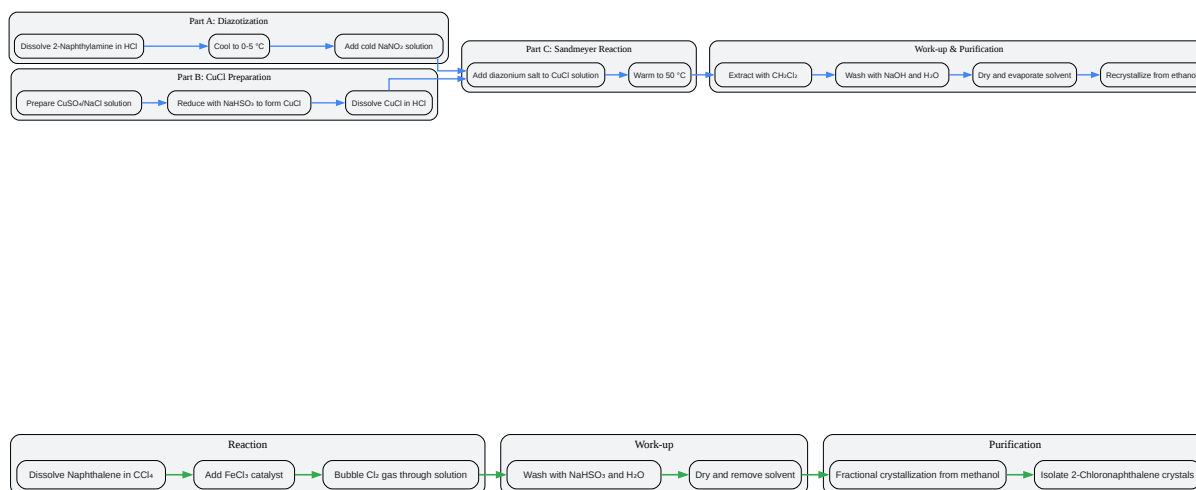 Part A: Diazotization
Dissolve 2-Naphthylamine in HCl
Cool to 0-5 °C
Add cold NaNO₂ solution
Part B: CuCl Preparation
Prepare CuSO₄/NaCl solution
Reduce with NaHSO₃ to form CuCl
Dissolve CuCl in HCl
Part C: Sandmeyer Reaction
Add diazonium salt to CuCl solution
Warm to 50 °C
Work-up & Purification
Extract with CH₂Cl₂
Wash with NaOH and H₂O
Dry and evaporate solvent
Recrystallize from ethano
Reaction
Dissolve Naphthalene in CCl₄
Add FeCl₃ catalyst
Bubble Cl₂ gas through solution
Work-up
Wash with NaHSO₃ and H₂O
Dry and remove solvent
Purification
Fractional crystallization from methanol
Isolate 2-Chloronaphthalene crystals